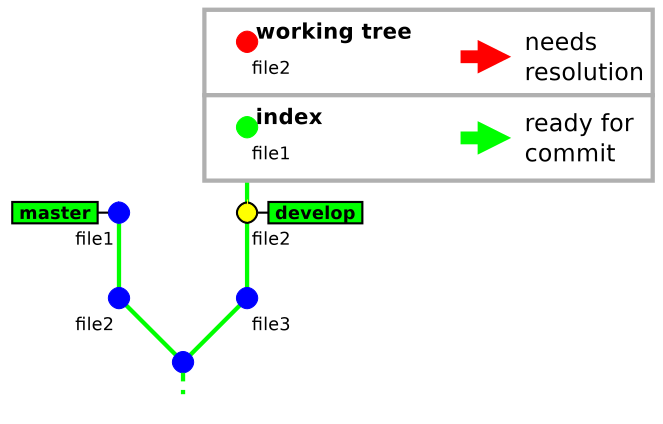 working tree
file2
needs
resolution
index
file1
ready for
commit
master
develop
file1
file2
file2
file3